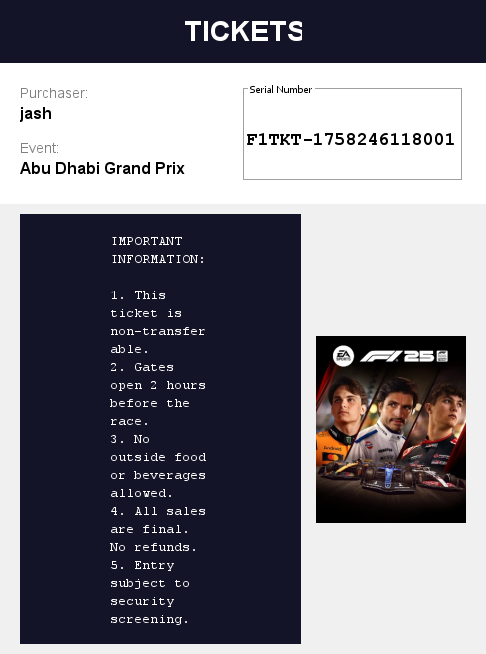 TICKETS
Purchaser:
jash
Event:
Abu Dhabi Grand Prix
Serial Number
F1TKT-1758246118001
IMPORTANT
INFORMATION:
1. This
ticket is
non-transfer
able.
2. Gates
open 2 hours
before the
race.
3. No
outside food
or beverages
allowed.
4. All sales
are final.
No refunds.
5. Entry
subject to
security
screening.
EA
SPORTS
F1 25